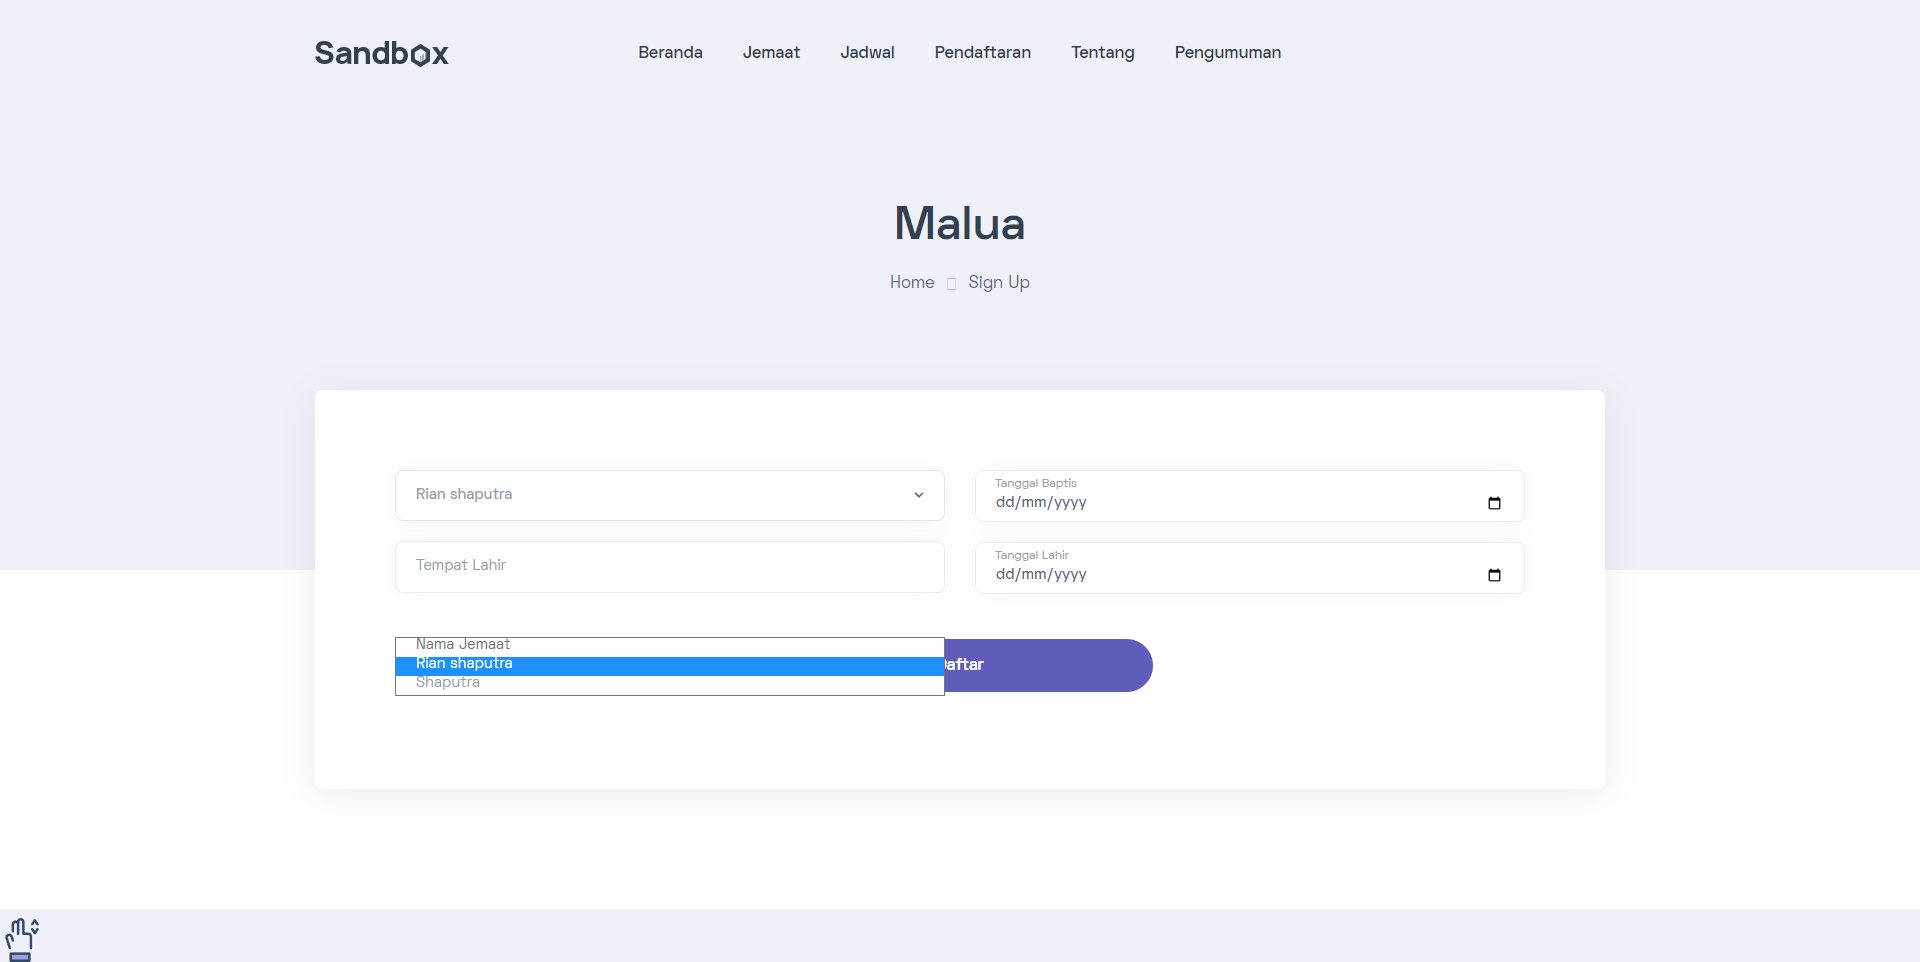 Sandbox
Beranda Jemaat Jadwal Pendaftaran Tentang Pengumuman
Malua
Home Sign Up
Rian shaputra
Tanggal Baptis
dd/mm/yyyy
Tempat Lahir
Tanggal Lahir
dd/mm/yyyy
Nama Jemaat
Rian shaputra
Shaputra
aftar